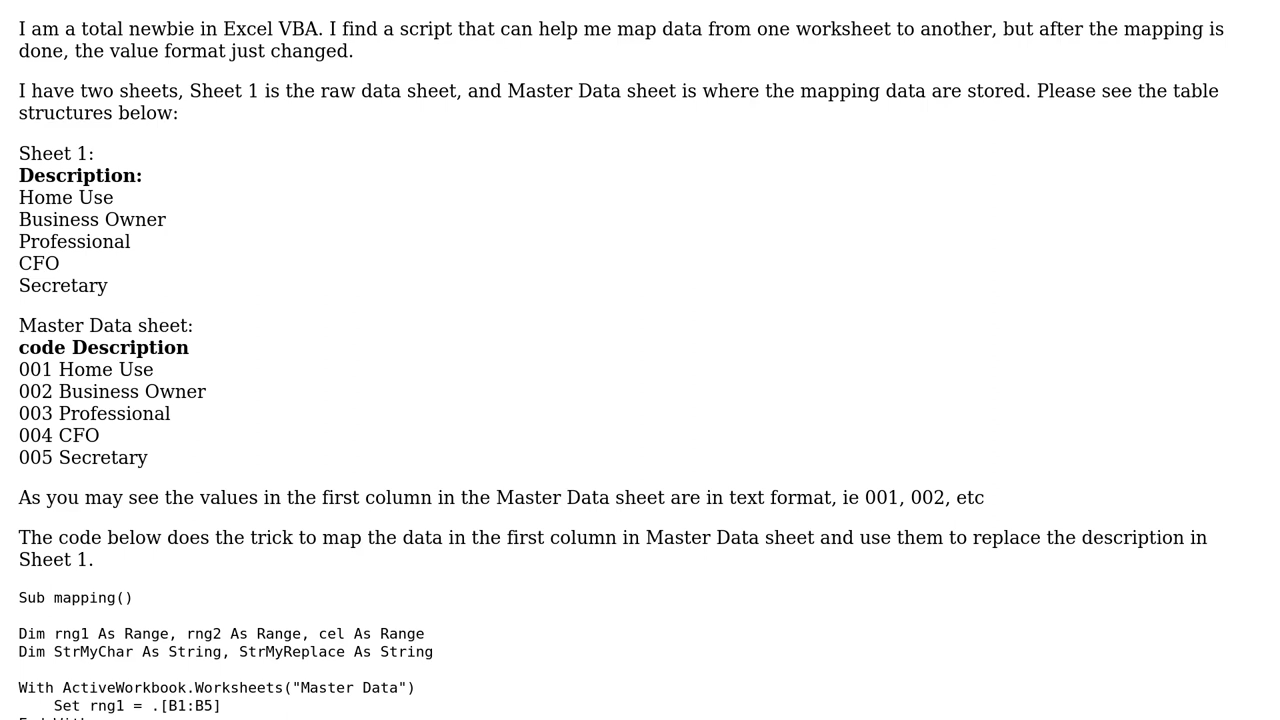 I am a total newbie in Excel VBA. I find a script that can help me map data from one worksheet to another, but after the mapping is
done, the value format just changed.
I have two sheets, Sheet 1 is the raw data sheet, and Master Data sheet is where the mapping data are stored. Please see the table
structures below:
Sheet 1:
Description:
Home Use
Business Owner
Professional
CFO
Secretary
Master Data sheet:
code Description
001 Home Use
002 Business Owner
003 Professional
004 CFO
005 Secretary
As you may see the values in the first column in the Master Data sheet are in text format, ie 001, 002, etc
The code below does the trick to map the data in the first column in Master Data sheet and use them to replace the description in
Sheet 1.
Sub mapping()
Dim rng1 As Range, rng2 As Range, cel As Range
Dim StrMyChar As String, StrMyReplace As String
With ActiveWorkbook.Worksheets("Master Data")
Set rng1 = .[B1:B5]